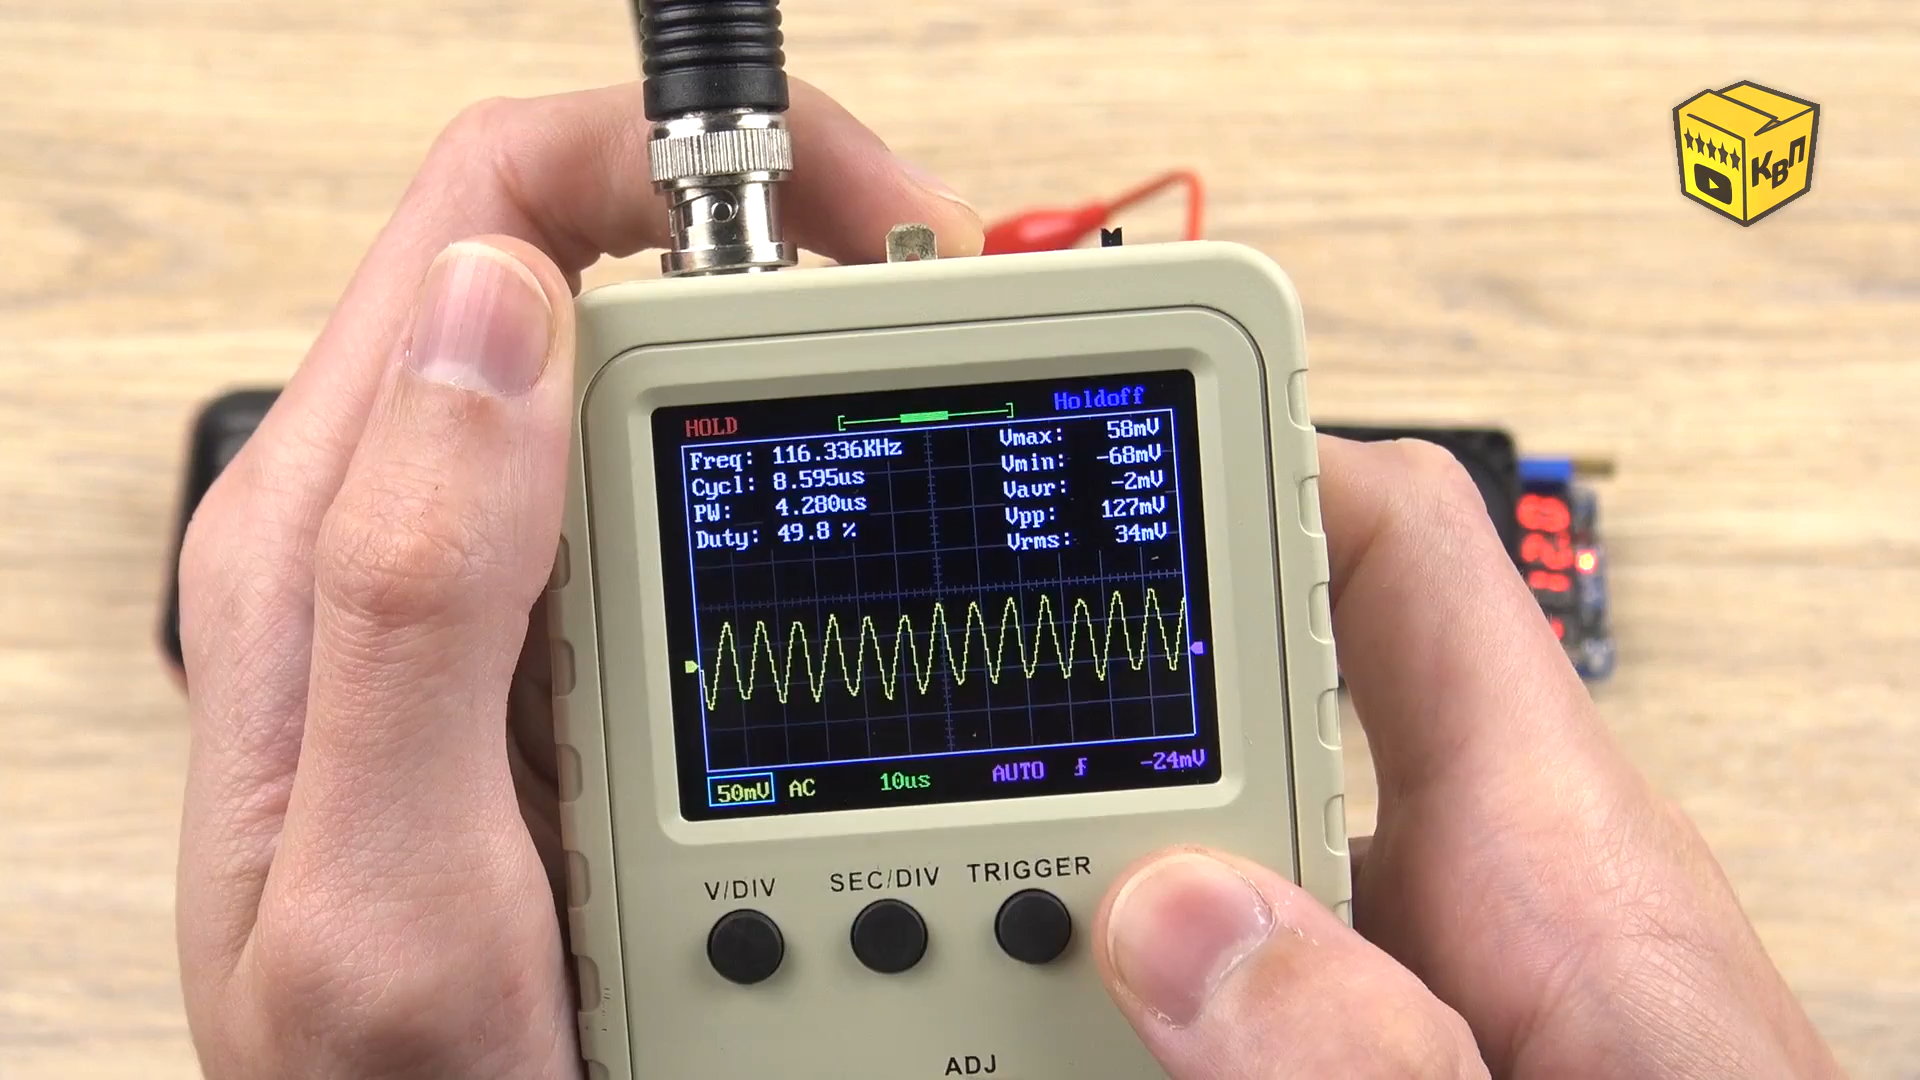 КВП
HOLD
Holdoff
Freq: 116.336KHz
Cycl: 8.595us
PW: 4.280us
Duty: 49.8 %
Vmax: 58mV
Vmin: -68mV
Vavr: -2mV
Vpp: 127mV
Vrms: 34mV
50mV AC 10us AUTO -24mV
V/DIV SEC/DIV TRIGGER
ADJ